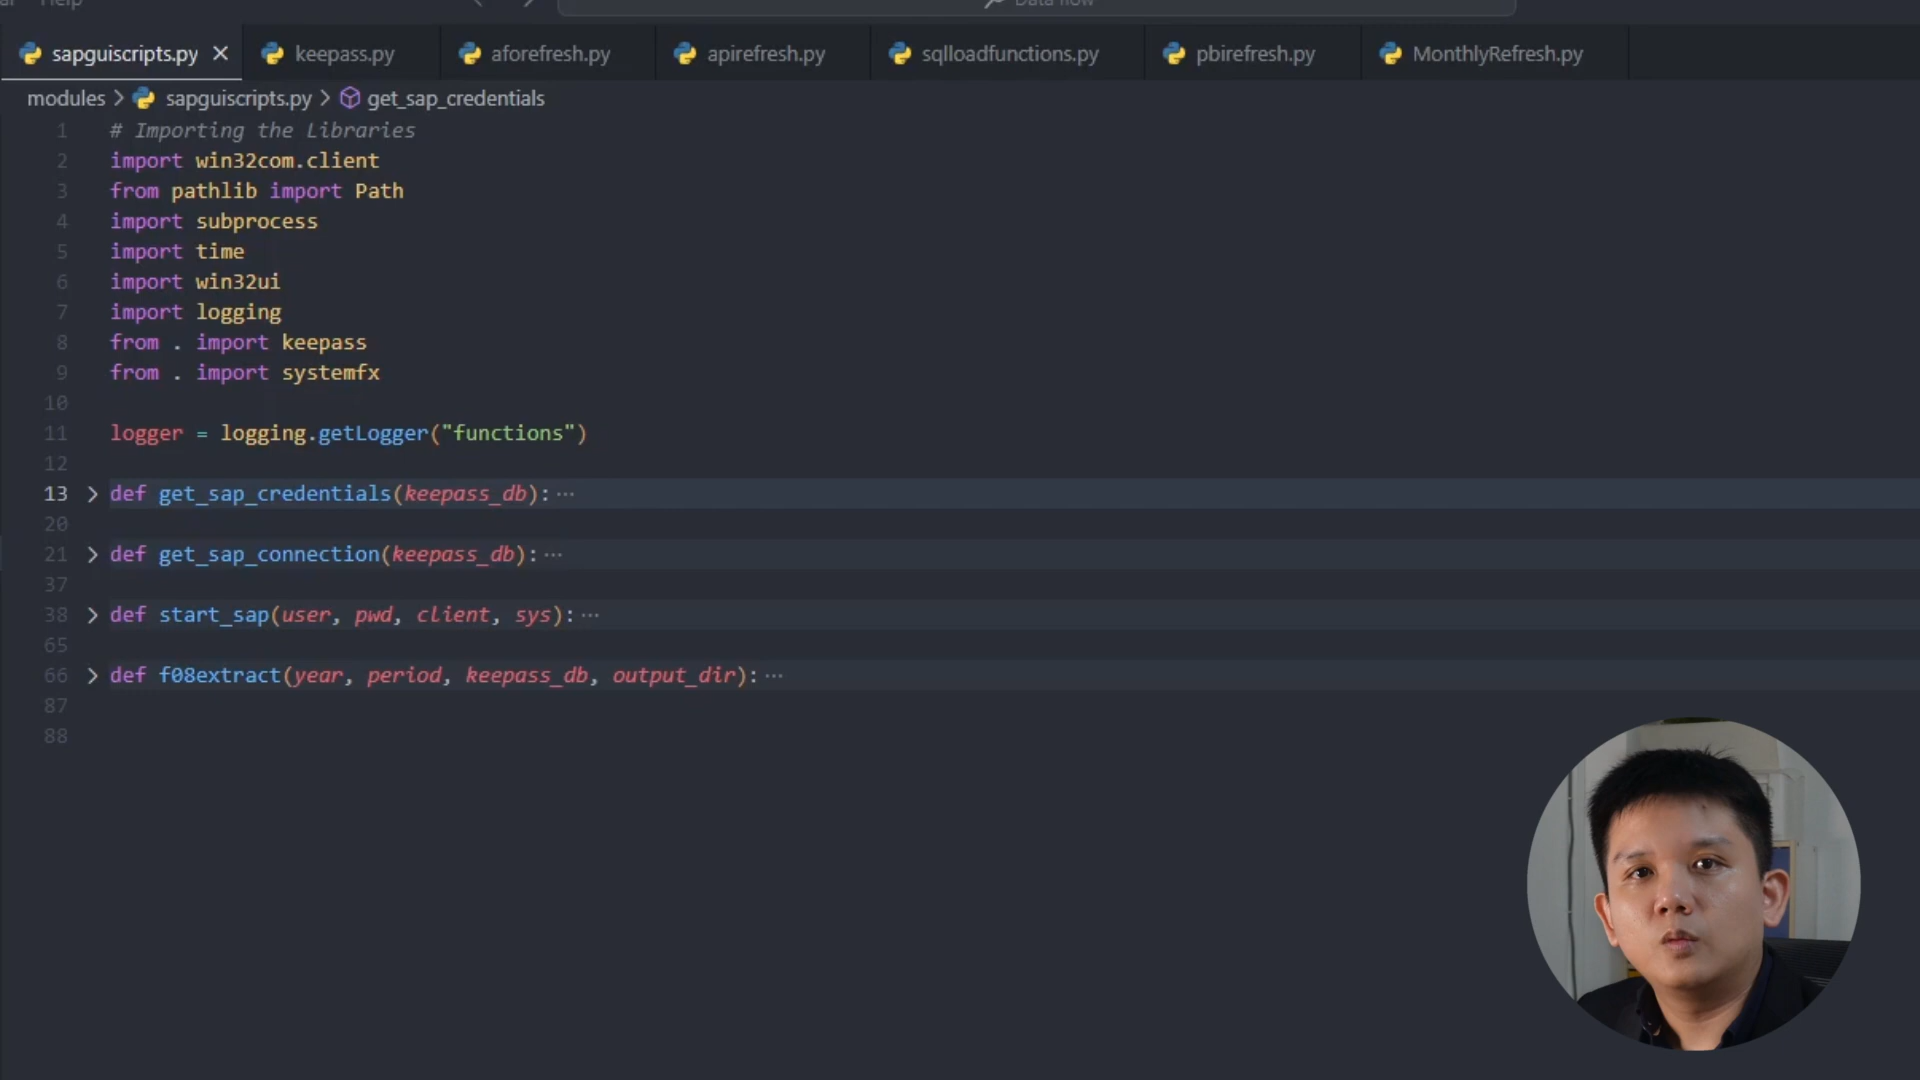 Help
Data flow
sapguiscripts.py
keepass.py
aforefresh.py
apirefresh.py
sqlloadfunctions.py
pbirefresh.py
MonthlyRefresh.py
modules > sapguiscripts.py > get_sap_credentials
1 # Importing the Libraries
2 import win32com.client
3 from pathlib import Path
4 import subprocess
5 import time
6 import win32ui
7 import logging
8 from . import keepass
9 from . import systemfx
10
11 logger = logging.getLogger("functions")
12
13 > def get_sap_credentials(keepass_db): ···
20
21 > def get_sap_connection(keepass_db): ···
37
38 > def start_sap(user, pwd, client, sys): ···
65
66 > def f08extract(year, period, keepass_db, output_dir): ···
87
88